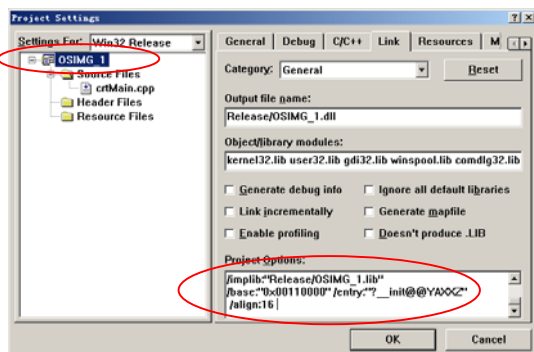 Project Settings
Settings For: Win32 Release
OSIMG_1
Source Files
crtMain.cpp
Header Files
Resource Files
General Debug C/C++ Link Resources M
Category: General Reset
Output file name:
Release/OSIMG_1.dll
Object/library modules:
kernel32.lib user32.lib gdi32.lib winspool.lib comdlg32.lib
Generate debug info Ignore all default libraries
Link incrementally Generate mapfile
Enable profiling Doesn't produce .LIB
Project Options:
/implib:"Release/OSIMG_1.lib"
/base:"0x00110000" /entry:"?__init@@YAXXZ"
/align:16
OK Cancel